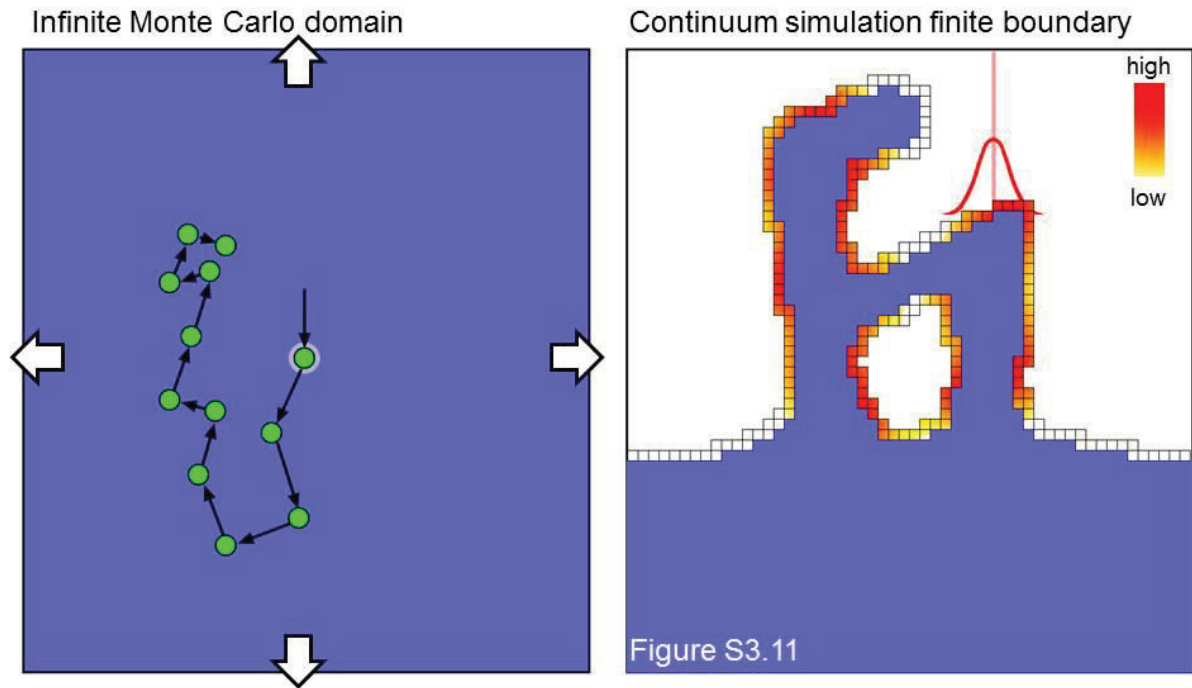 Infinite Monte Carlo domain
Continuum simulation finite boundary
high
low
Figure S3.11